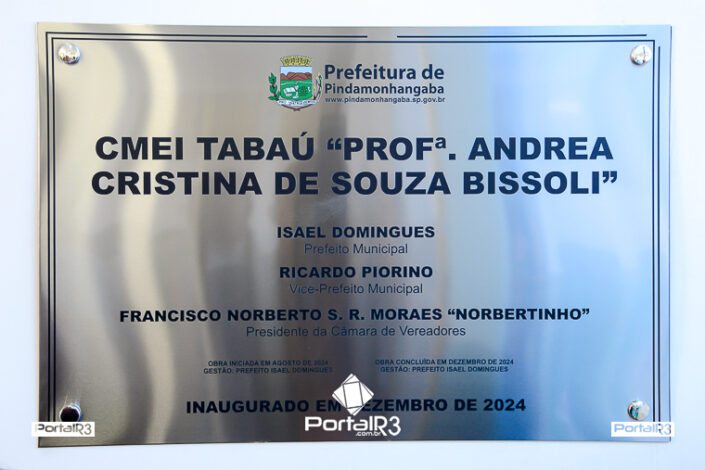 Prefeitura de
Pindamonhangaba
www.pindamonhangaba.sp.gov.br
CMEI TABAÚ “PROFª. ANDREA
CRISTINA DE SOUZA BISSOLI”
ISAEL DOMINGUES
Prefeito Municipal
RICARDO PIORINO
Vice-Prefeito Municipal
FRANCISCO NORBERTO S. R. MORAES “NORBERTINHO”
Presidente da Câmara de Vereadores
OBRA INICIADA EM AGOSTO DE 2024
GESTÃO: PREFEITO ISAEL DOMINGUES
OBRA CONCLUÍDA EM DEZEMBRO DE 2024
GESTÃO: PREFEITO ISAEL DOMINGUES
INAUGURADO EM DEZEMBRO DE 2024
PortalR3
PortalR3
.com.br
PortalR3